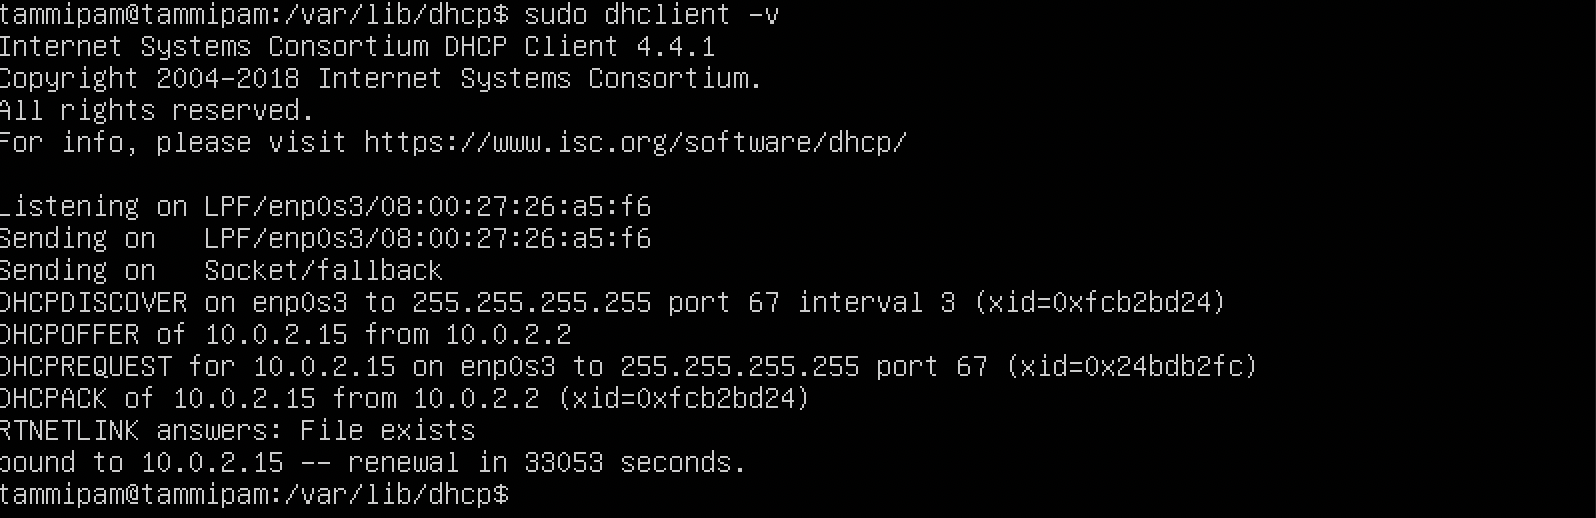 tammipam@tammipam:/var/lib/dhcp$ sudo dhclient -v
Internet Systems Consortium DHCP Client 4.4.1
Copyright 2004-2018 Internet Systems Consortium.
All rights reserved.
For info, please visit https://www.isc.org/software/dhcp/

Listening on LPF/enp0s3/08:00:27:26:a5:f6
Sending on   LPF/enp0s3/08:00:27:26:a5:f6
Sending on   Socket/fallback
DHCPDISCOVER on enp0s3 to 255.255.255.255 port 67 interval 3 (xid=0xfcb2bd24)
DHCPOFFER of 10.0.2.15 from 10.0.2.2
DHCPREQUEST for 10.0.2.15 on enp0s3 to 255.255.255.255 port 67 (xid=0x24bdb2fc)
DHCPACK of 10.0.2.15 from 10.0.2.2 (xid=0xfcb2bd24)
RTNETLINK answers: File exists
bound to 10.0.2.15 -- renewal in 33053 seconds.
tammipam@tammipam:/var/lib/dhcp$